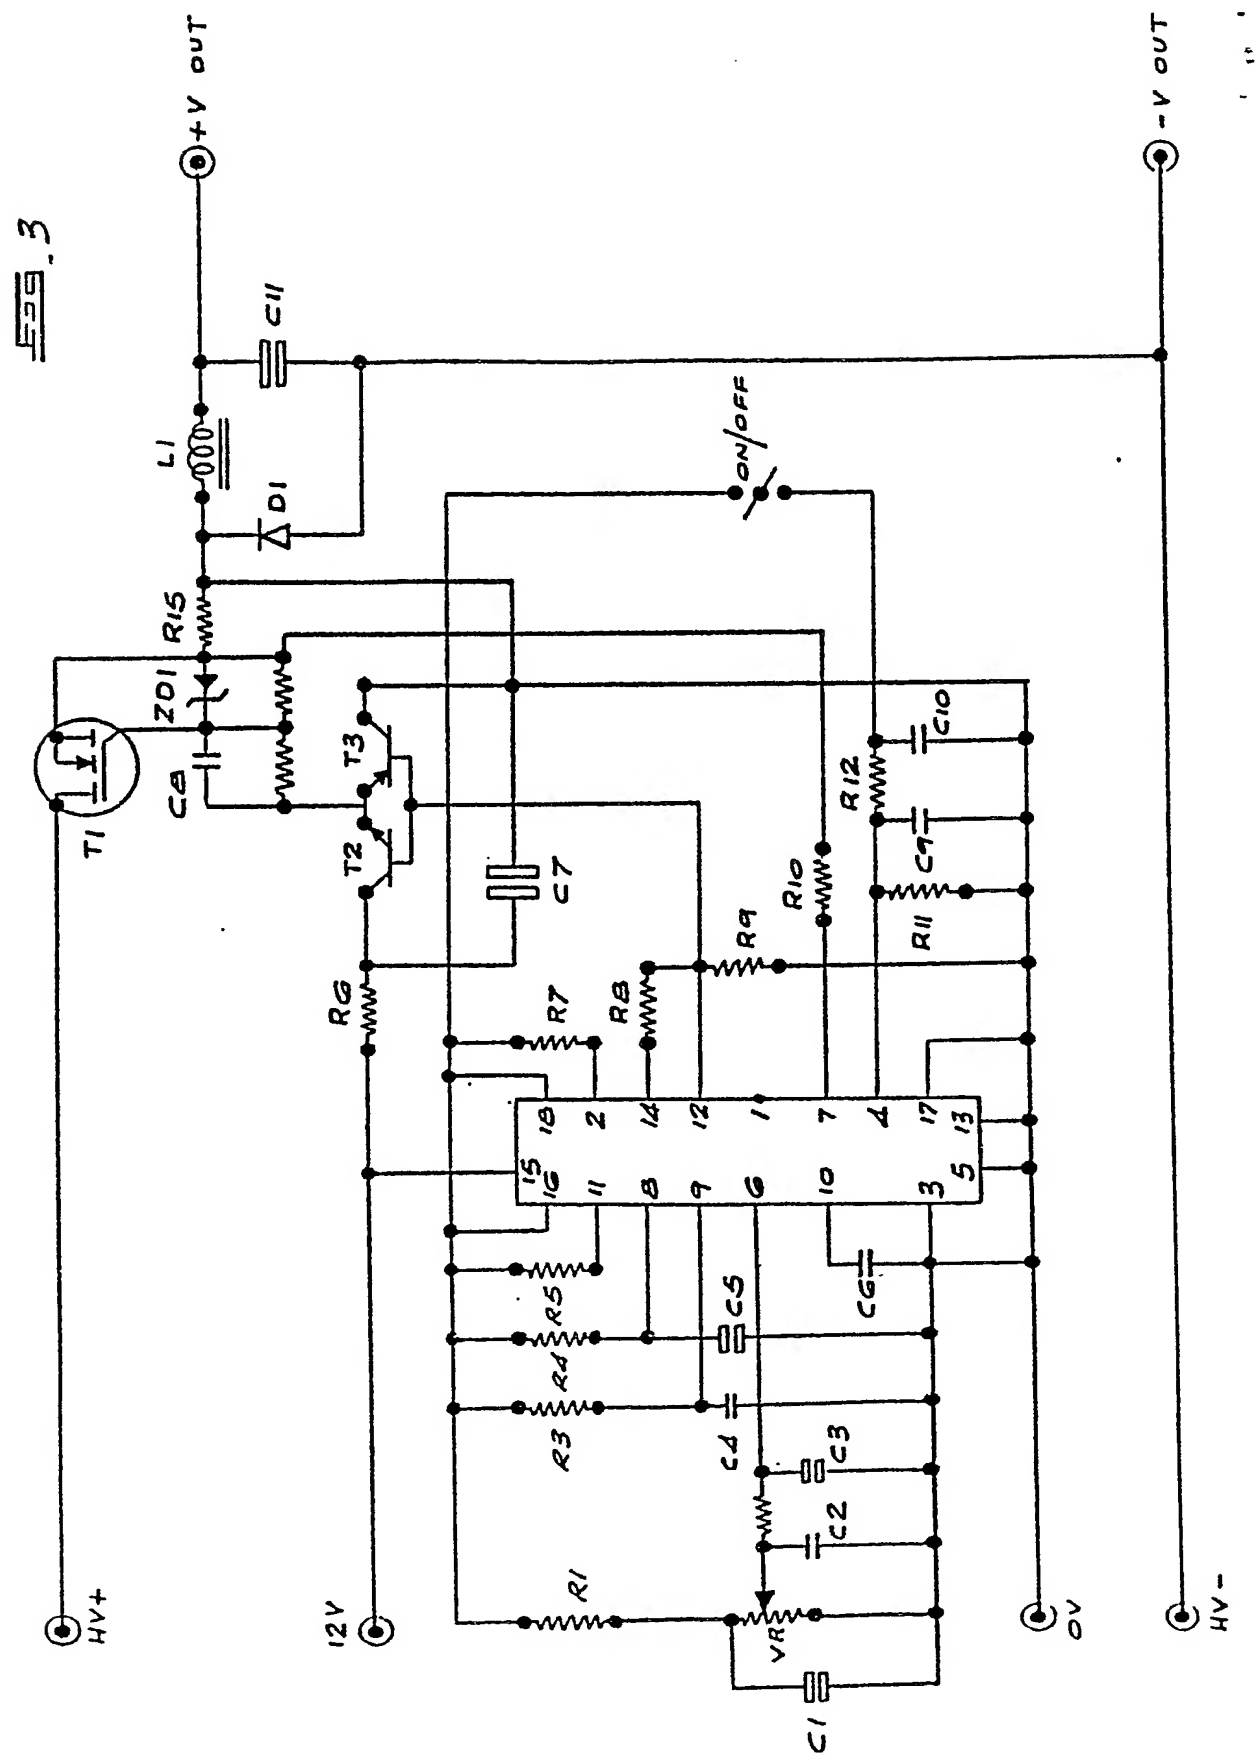 Fig. 3
+V OUT
-V OUT
HV+
12V
0V
HV-
T1
ZD1
R15
L1
C11
D1
C8
T2
T3
R6
C7
ON/OFF
R7
R8
R9
R10
R12
C10
C9
R11
15
18
2
14
12
1
7
4
17
13
16
11
8
9
6
10
3
5
R5
R4
R3
C5
C4
C6
C3
C2
R1
VR
C1